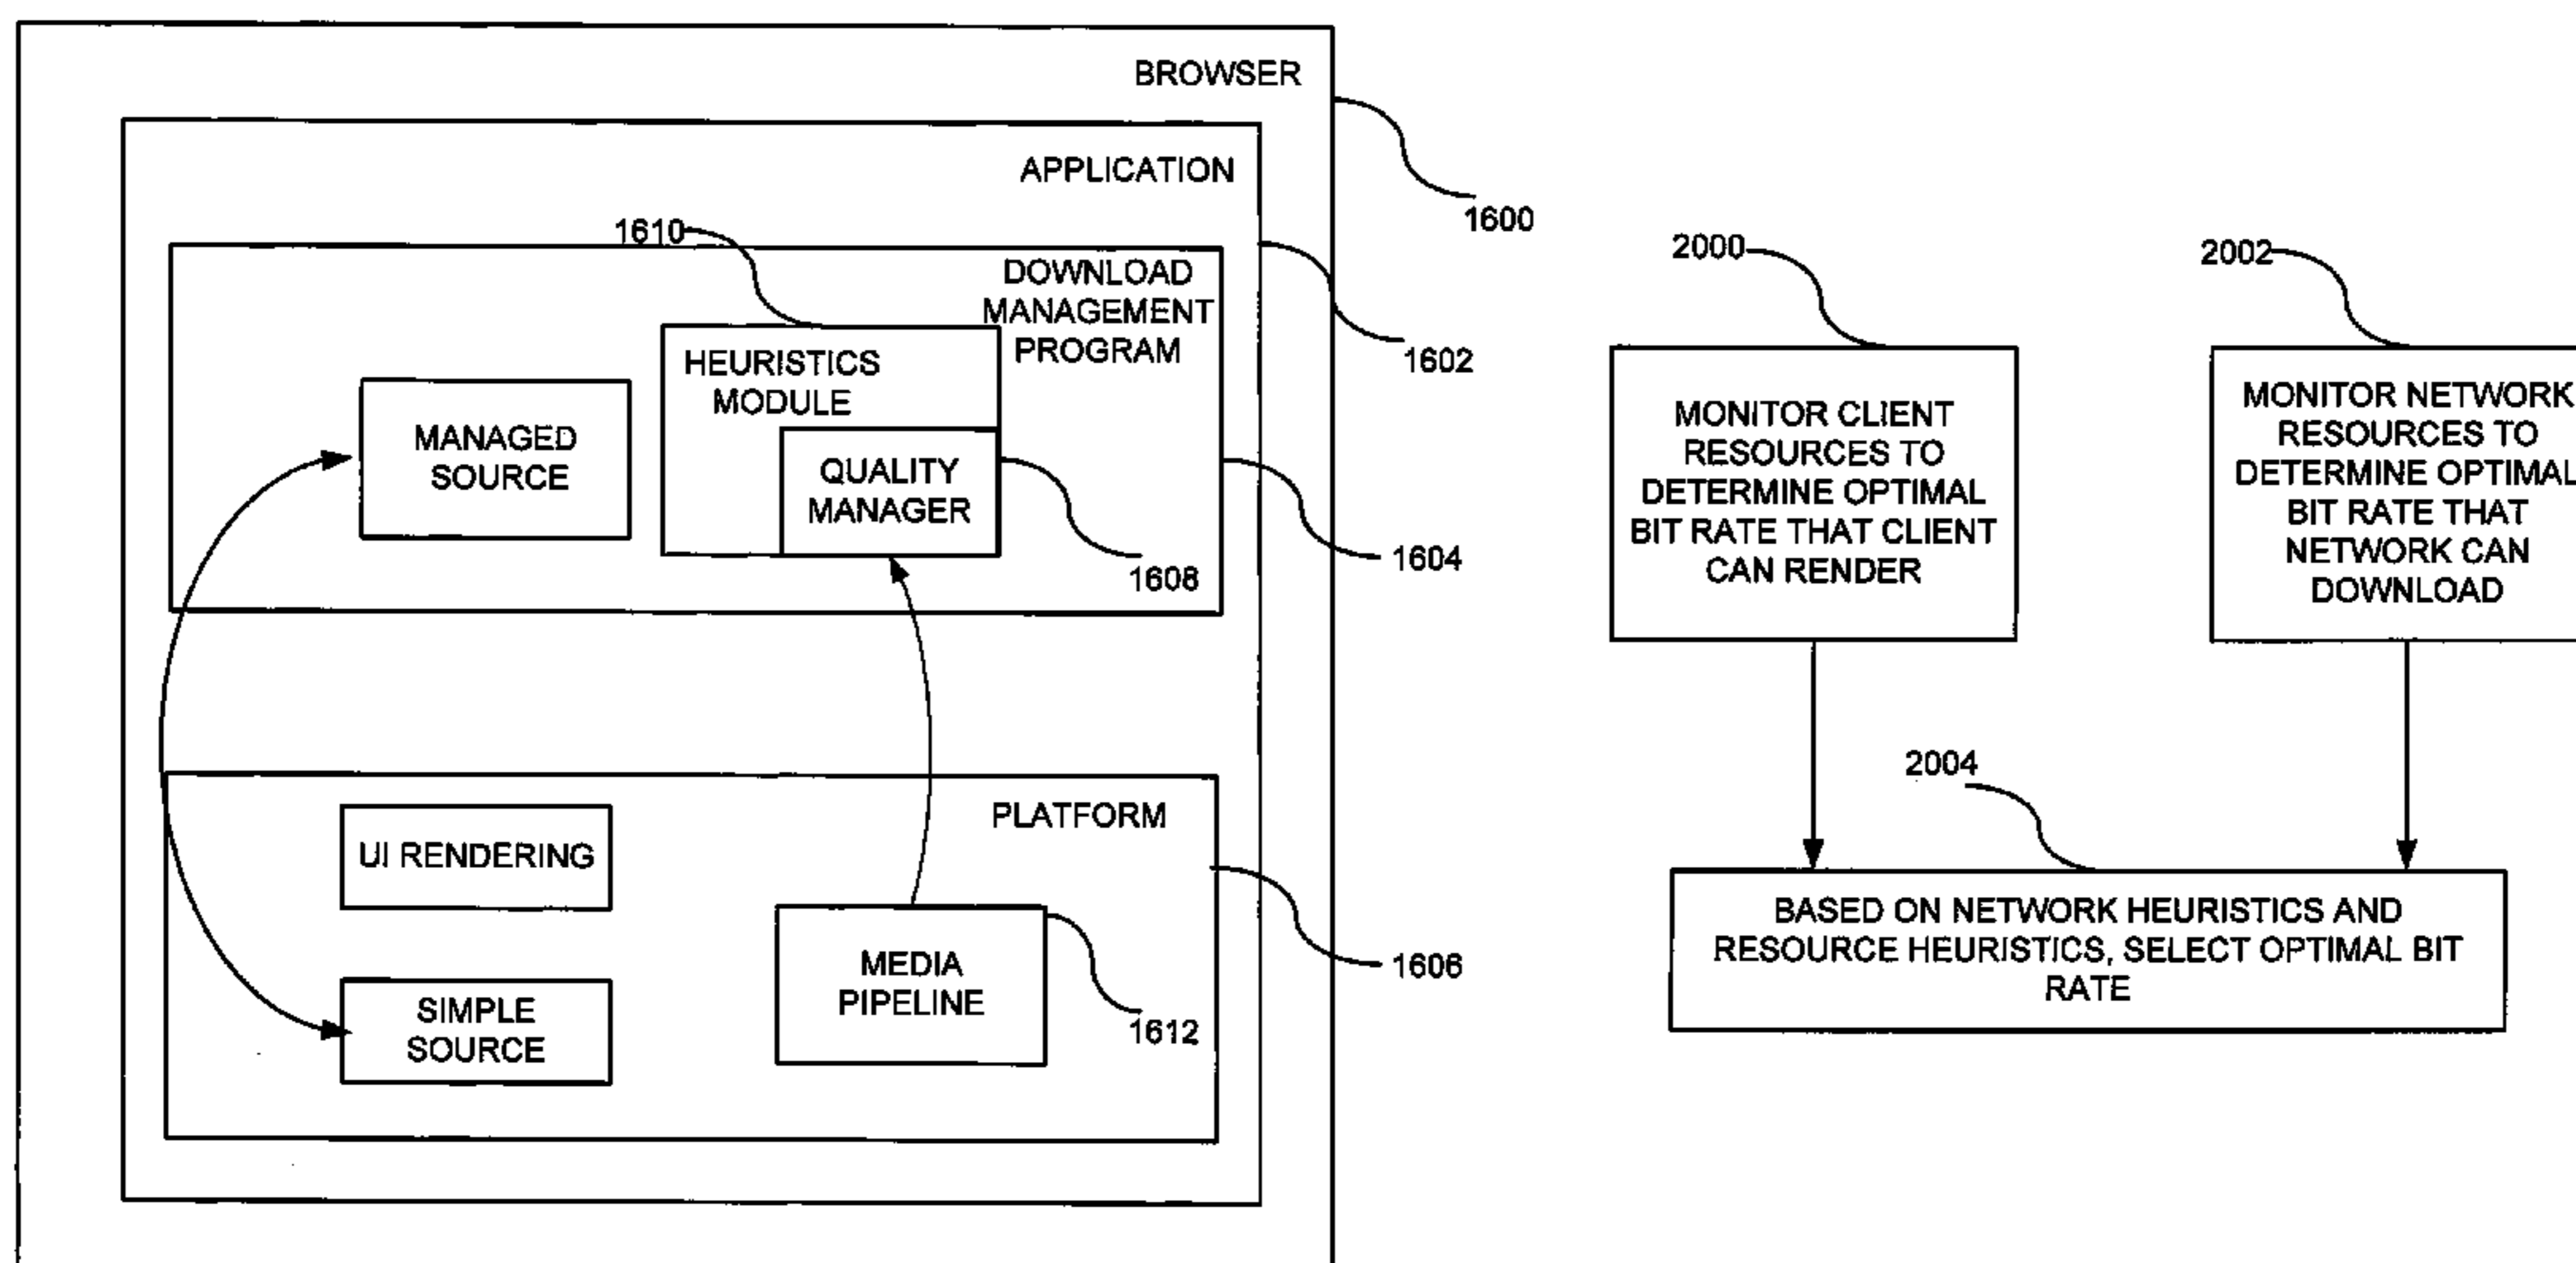 BROWSER
1600
APPLICATION
1602
1610
DOWNLOAD
MANAGEMENT
PROGRAM
1604
HEURISTICS
MODULE
MANAGED
SOURCE
QUALITY
MANAGER
1608
PLATFORM
1606
UI RENDERING
SIMPLE
SOURCE
MEDIA
PIPELINE
1612
2000
MONITOR CLIENT
RESOURCES TO
DETERMINE OPTIMAL
BIT RATE THAT CLIENT
CAN RENDER
2002
MONITOR NETWORK
RESOURCES TO
DETERMINE OPTIMAL
BIT RATE THAT
NETWORK CAN
DOWNLOAD
2004
BASED ON NETWORK HEURISTICS AND
RESOURCE HEURISTICS, SELECT OPTIMAL BIT
RATE